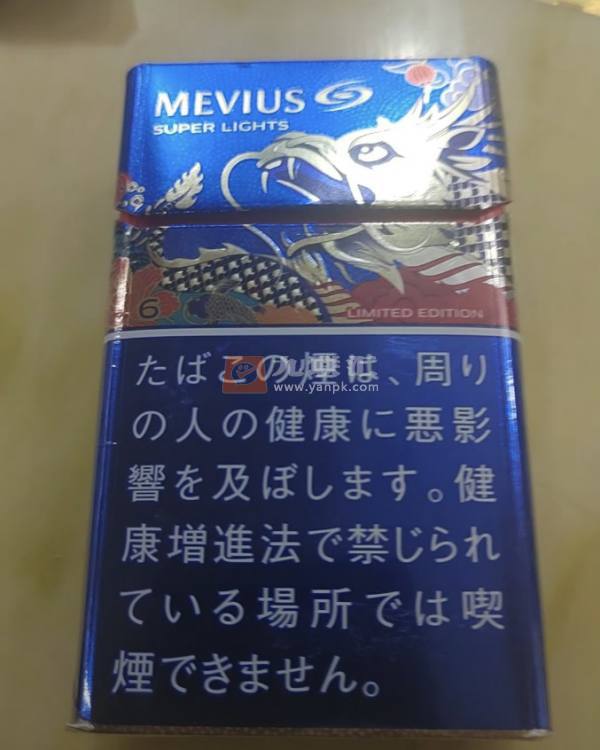 MEVIUS
SUPER LIGHTS
6
LIMITED EDITION
たばこの煙は、周り
www.yanpk.com
の人の健康に悪影
響を及ぼします。健
康増進法で禁じられ
ている場所では喫
煙できません。